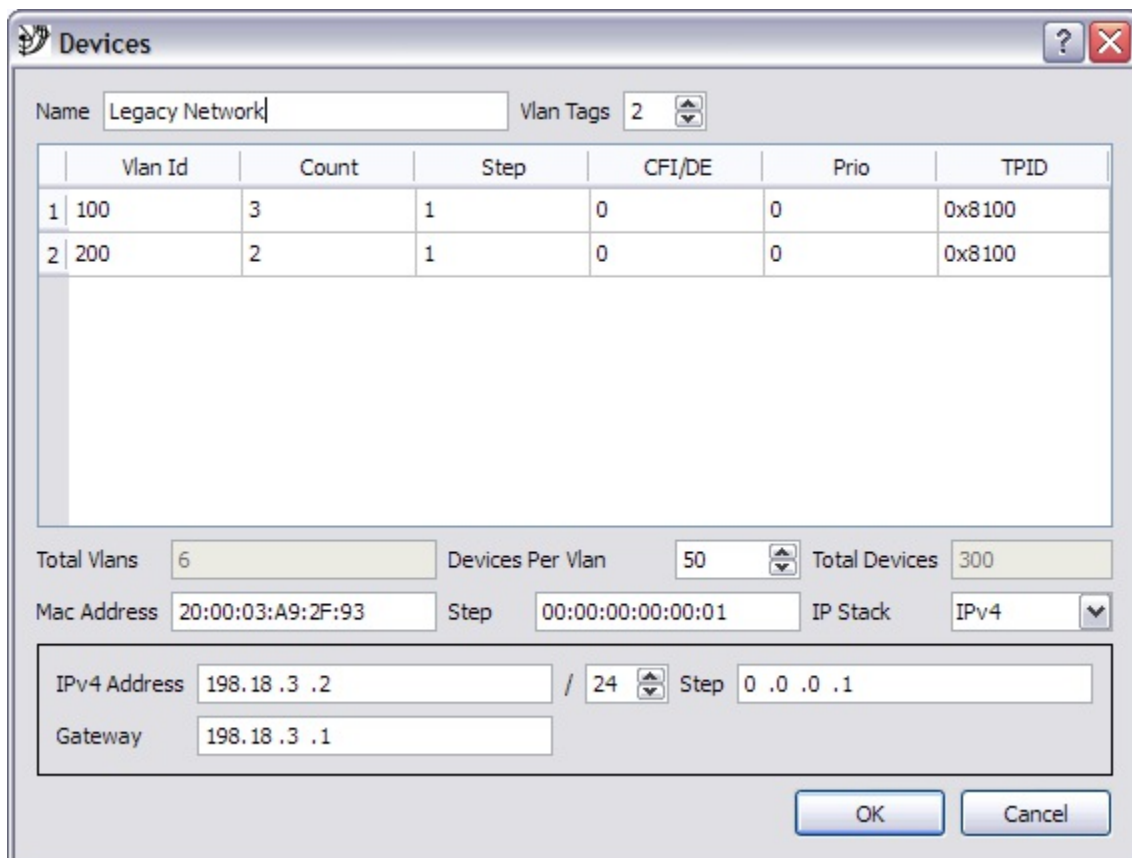 Devices
Name Legacy Network Vlan Tags 2
Vlan Id Count Step CFI/DE Prio TPID
1 100 3 1 0 0 0x8100
2 200 2 1 0 0 0x8100
Total Vlans 6 Devices Per Vlan 50 Total Devices 300
Mac Address 20:00:03:A9:2F:93 Step 00:00:00:00:00:01 IP Stack IPv4
IPv4 Address 198.18 .3 .2 / 24 Step 0 .0 .0 .1
Gateway 198.18 .3 .1
OK Cancel